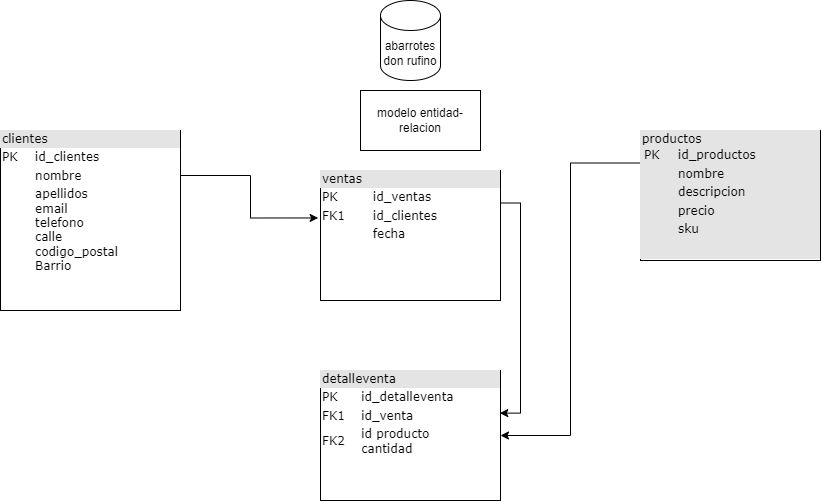 abarrotes
don rufino
modelo entidad-
relacion
clientes
PK id_clientes
nombre
apellidos
email
telefono
calle
codigo_postal
Barrio
ventas
PK id_ventas
FK1 id_clientes
fecha
productos
PK id_productos
nombre
descripcion
precio
sku
detalleventa
PK id_detalleventa
FK1 id_venta
FK2 id producto
cantidad